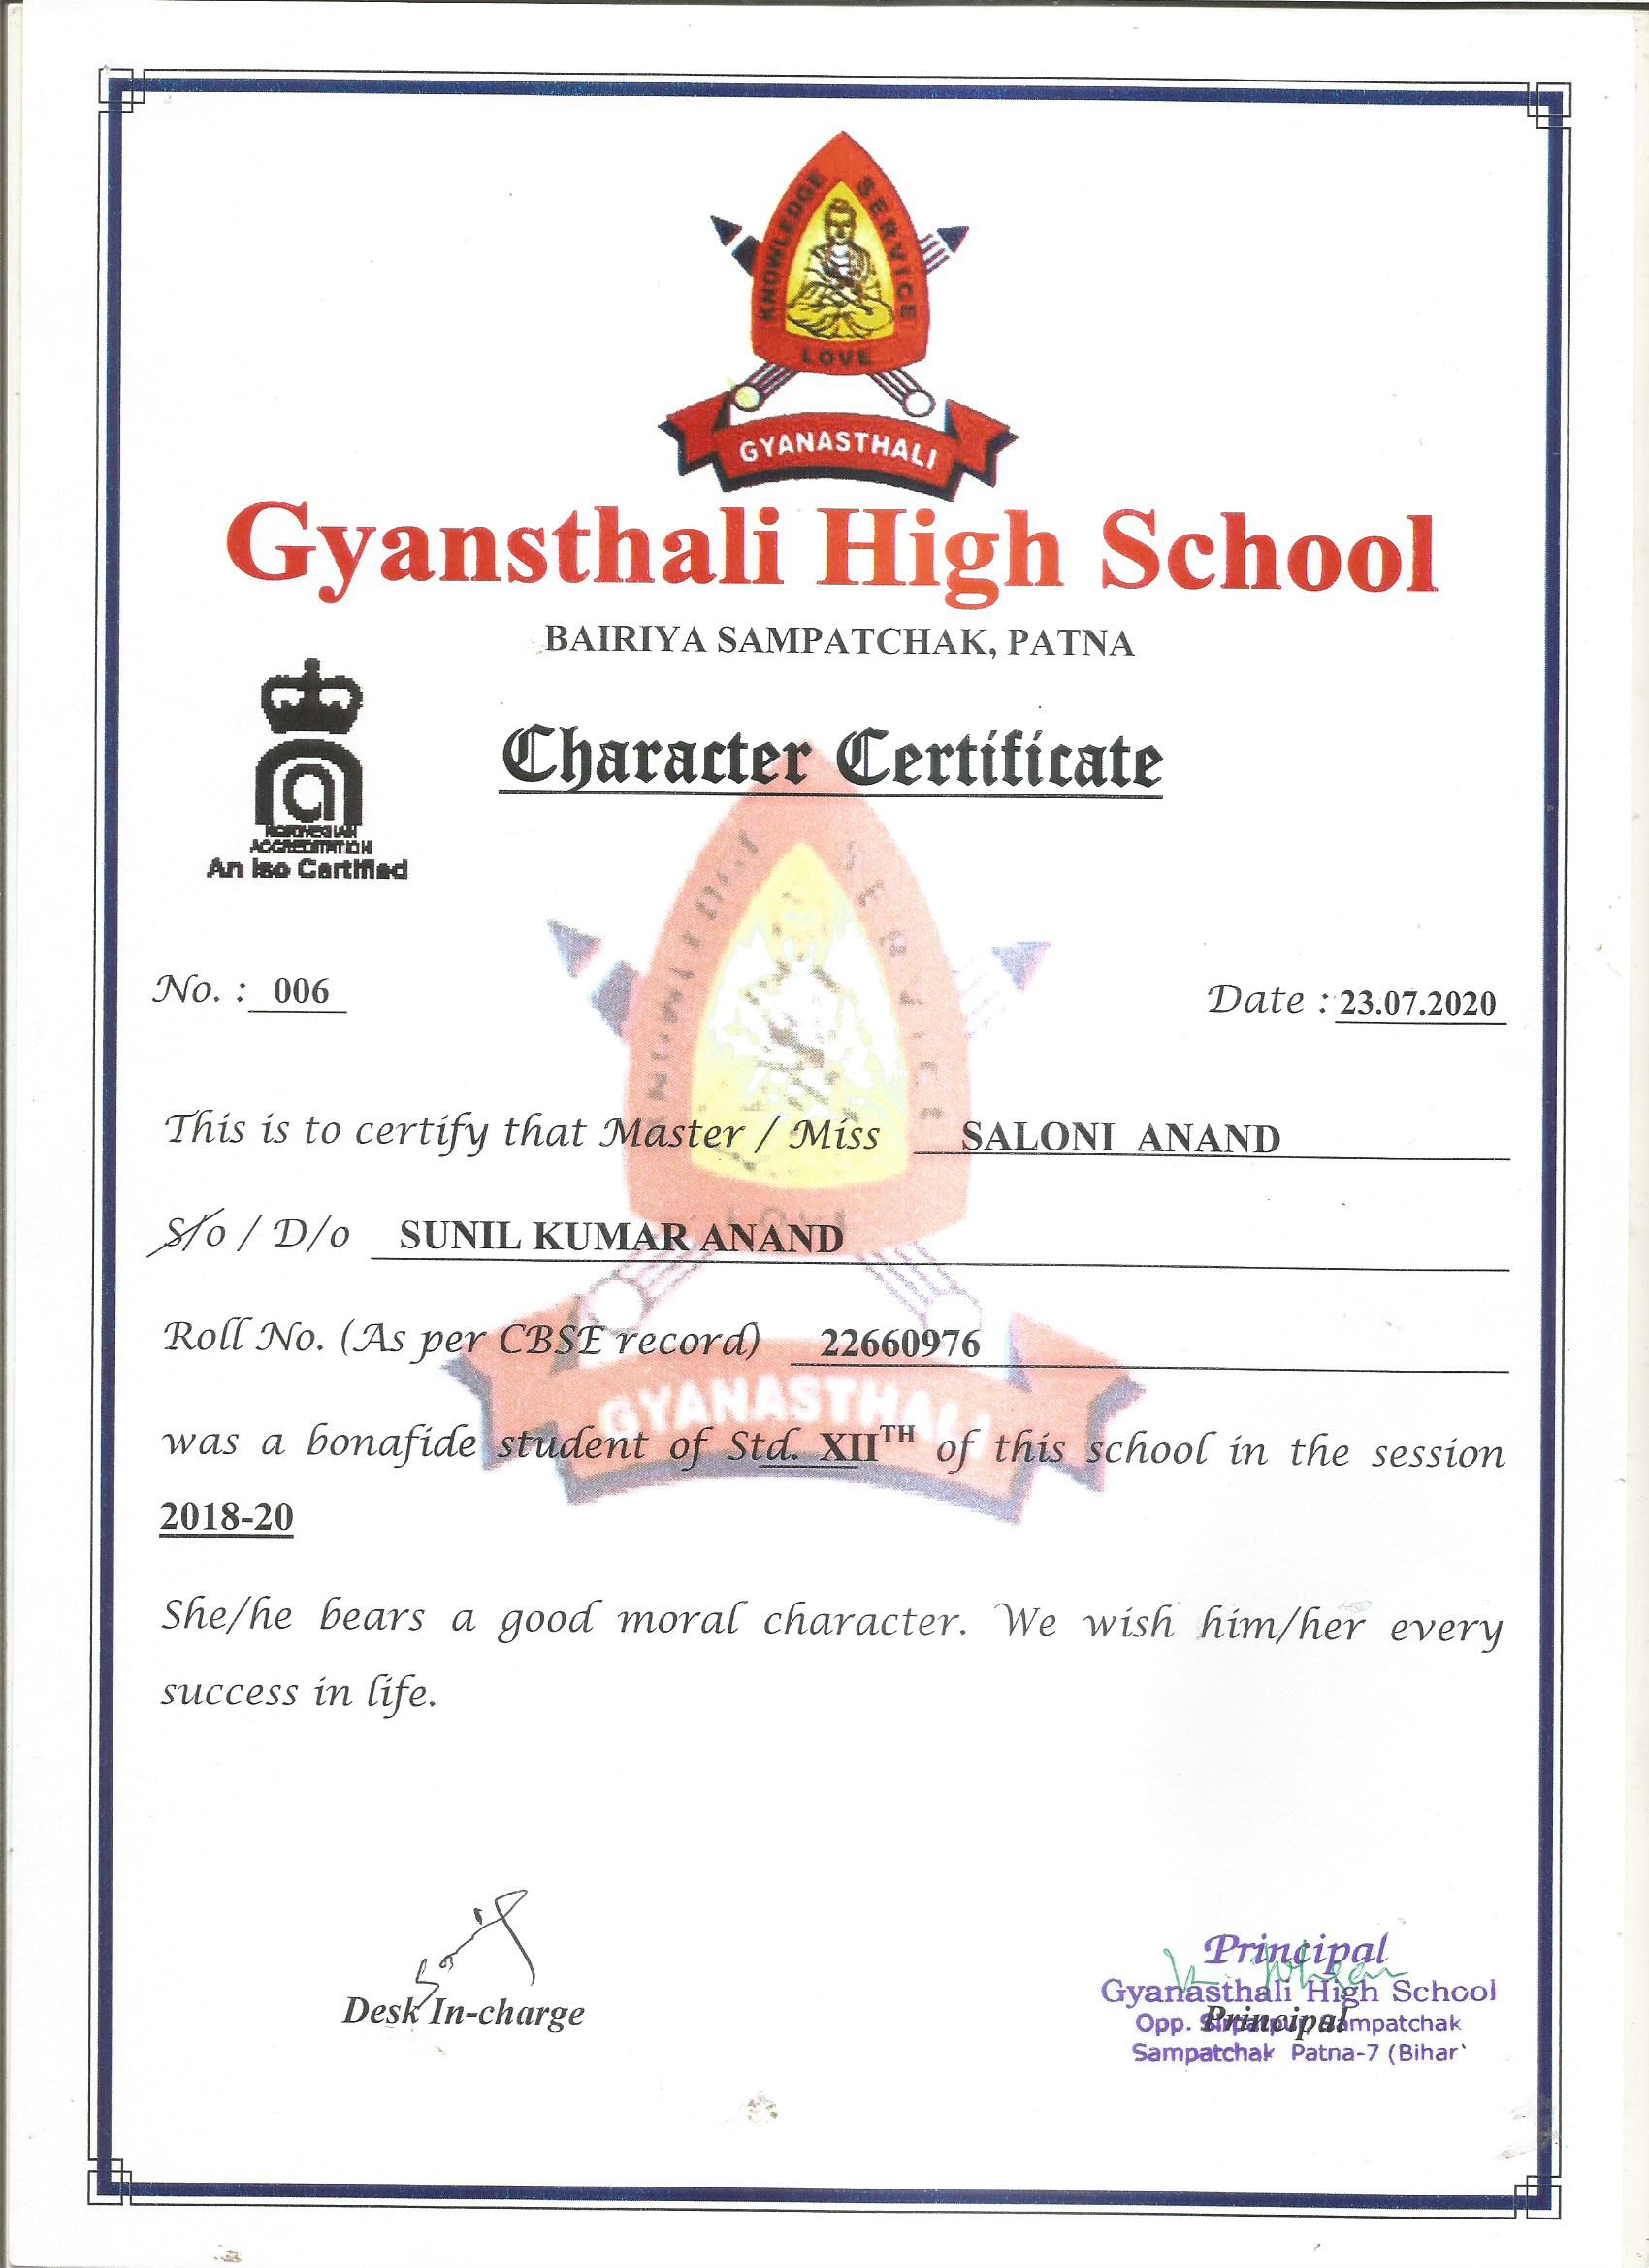 KNOWLEDGE SERVICE
LOVE
GYANASTHALI
Gyansthali High School
BAIRIYA SAMPATCHAK, PATNA
Character Certificate
NORWEGIAN
ACCREDITATION
An Iso Certified
No. : 006 Date : 23.07.2020
This is to certify that Master / Miss SALONI ANAND
S/o / D/o SUNIL KUMAR ANAND
Roll No. (As per CBSE record) 22660976
was a bonafide student of Std. XIITH of this school in the session
2018-20
She/he bears a good moral character. We wish him/her every
success in life.
SERVICE
LOVE
GYANASTHALI
Desk In-charge
Principal
Gyanasthali High School
Principal
Opp. Sampatchak
Sampatchak Patna-7 (Bihar